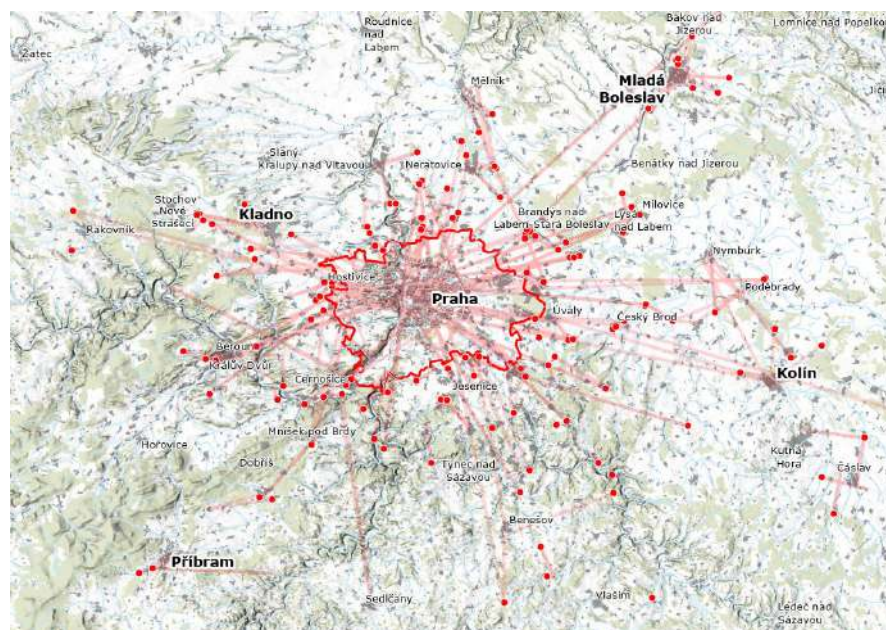 Roudnice
nad
Labem
Bakov nad
Jizerou
Lomnice nad Popelkou
Žatec
Mělník
Mladá
Boleslav
Slaný
Kralupy nad Vltavou
Neratovice
Benátky nad Jizerou
Stochov
Nové
Strašecí
Kladno
Brandýs nad
Labem-Stará Boleslav
Milovice
Lysá
nad Labem
Rakovník
Nymburk
Hostivice
Poděbrady
Praha
Úvaly
Český Brod
Beroun
Králův Dvůr
Černošice
Jesenice
Kolín
Mníšek pod Brdy
Hořovice
Kutná
Hora
Dobříš
Týnec nad
Sázavou
Čáslav
Benešov
Příbram
Sedlčany
Vlašim
Ledeč nad
Sázavou